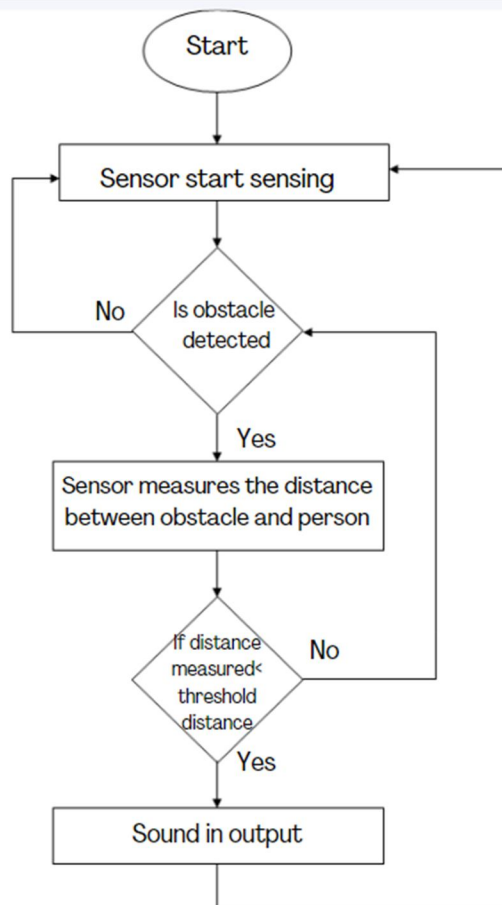 Start
Sensor start sensing
No
Is obstacle
detected
Yes
Sensor measures the distance
between obstacle and person
If distance
measured<
threshold
distance
No
Yes
Sound in output